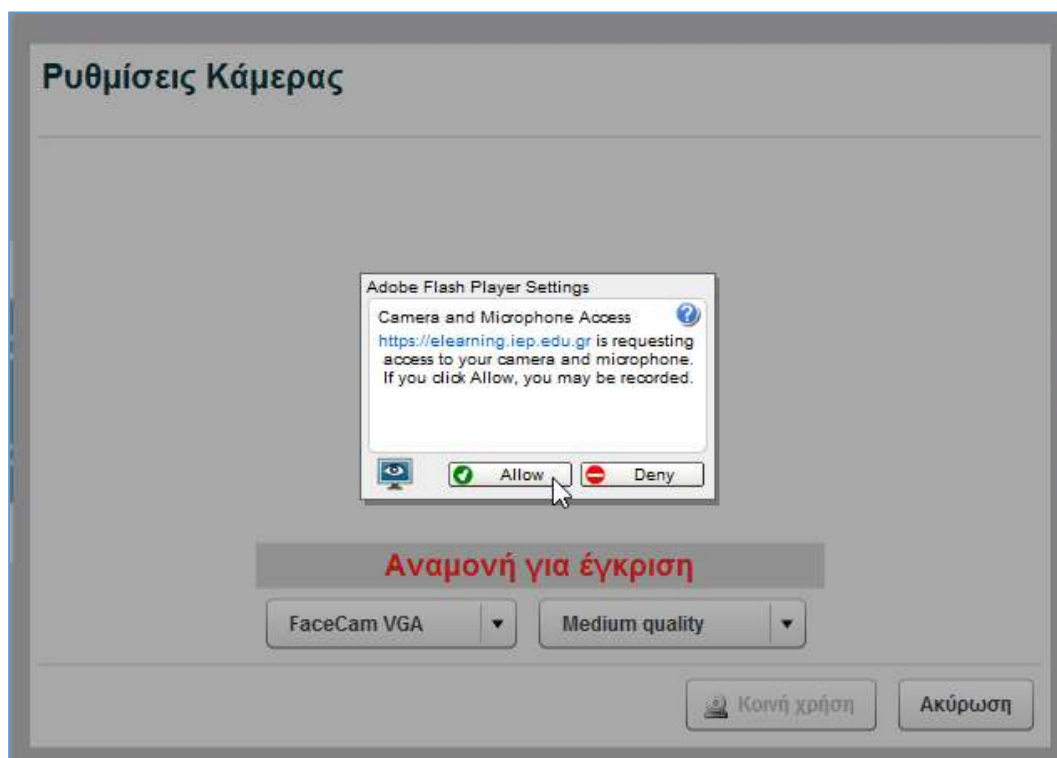 Ρυθμίσεις Κάμερας
Adobe Flash Player Settings
Camera and Microphone Access
https://elearning.iep.edu.gr is requesting
access to your camera and microphone.
If you click Allow, you may be recorded.
Allow
Deny
Αναμονή για έγκριση
FaceCam VGA
Medium quality
Κοινή χρήση
Ακύρωση